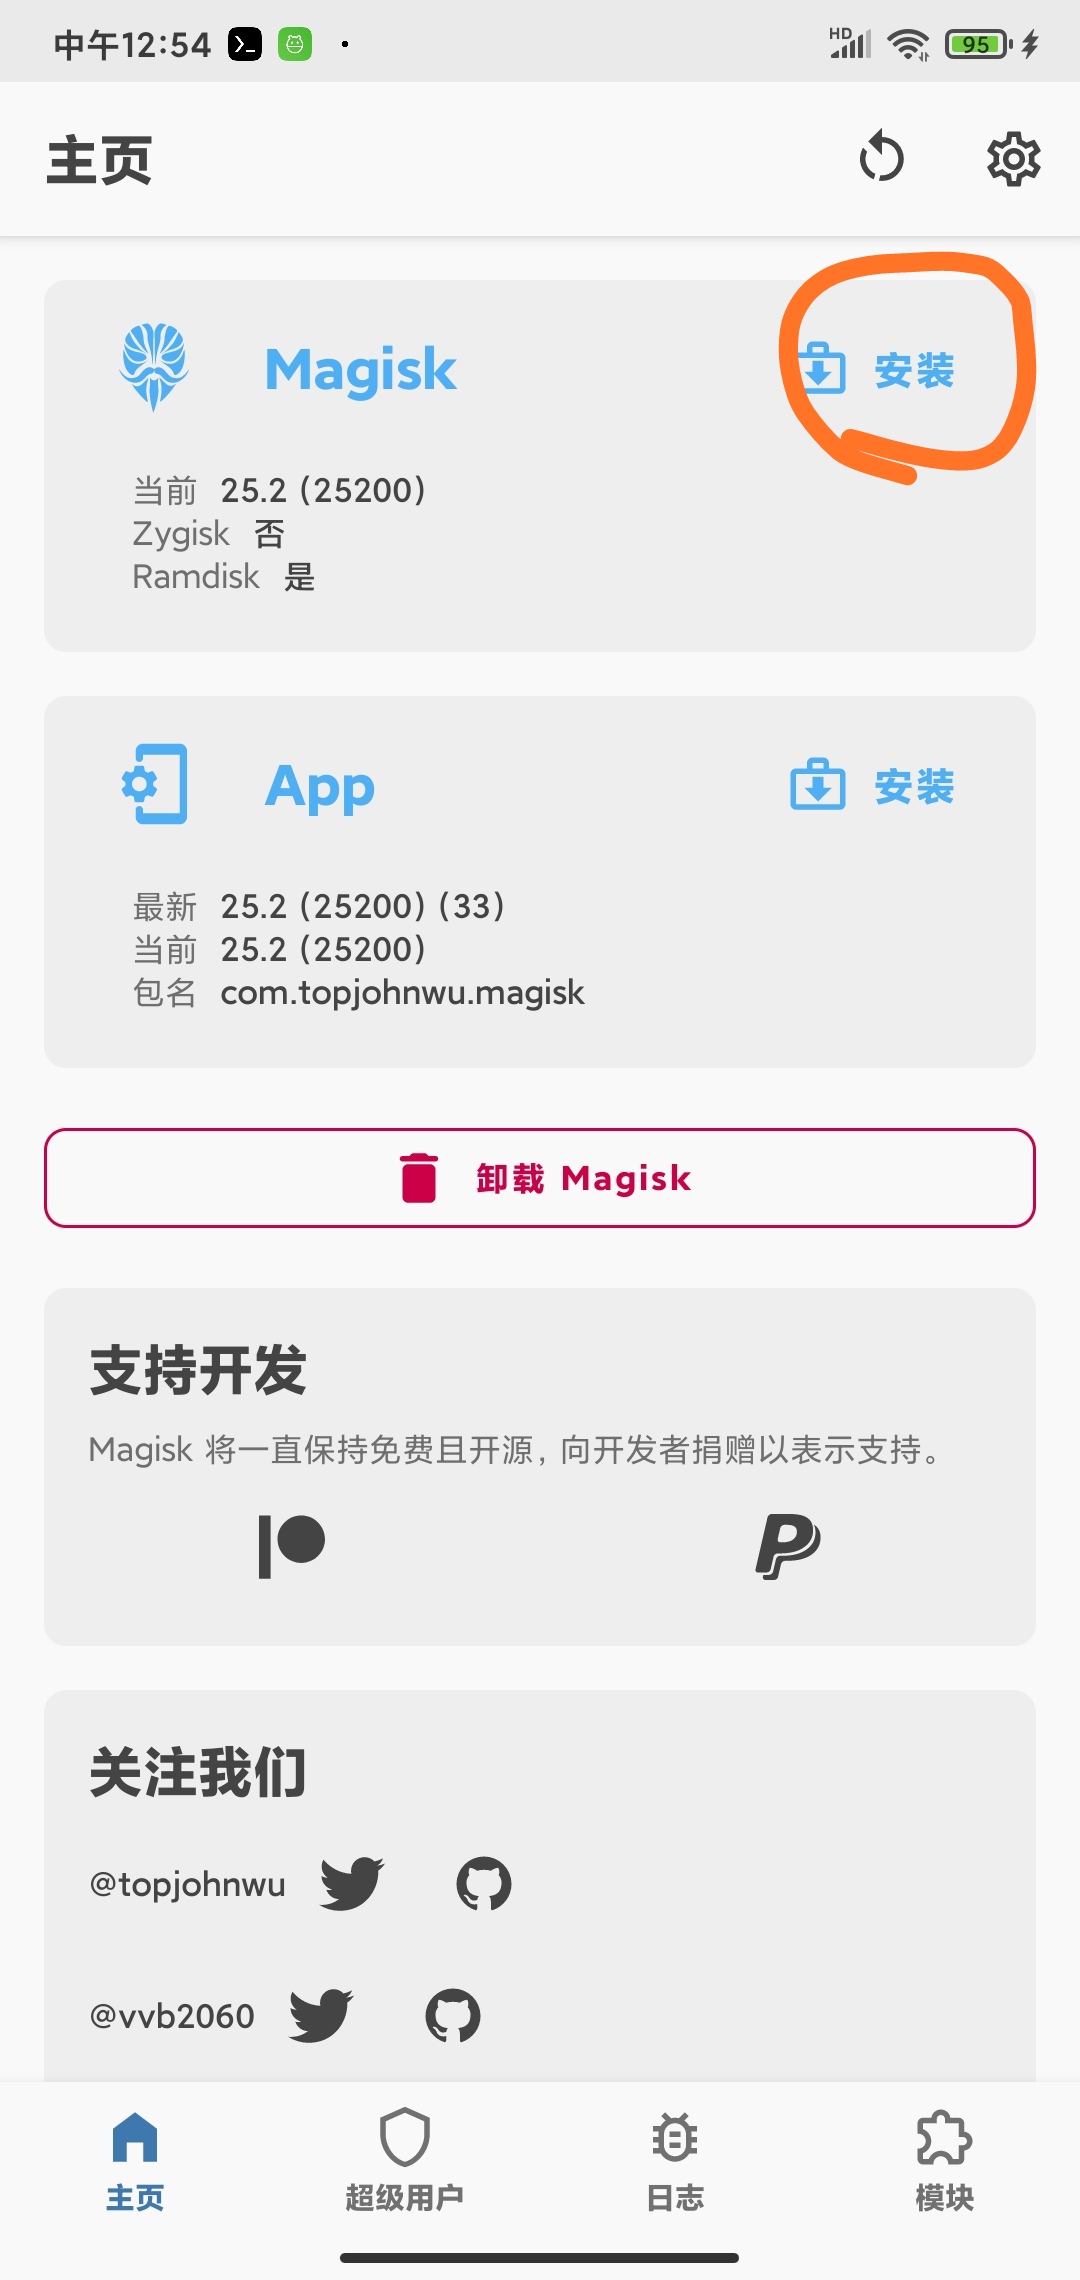 中午12:54
HD
95
主页
Magisk
安装
当前 25.2 (25200)
Zygisk 否
Ramdisk 是
App
安装
最新 25.2 (25200) (33)
当前 25.2 (25200)
包名 com.topjohnwu.magisk
卸载 Magisk
支持开发
Magisk 将一直保持免费且开源，向开发者捐赠以表示支持。
关注我们
@topjohnwu
@vvb2060
主页
超级用户
日志
模块